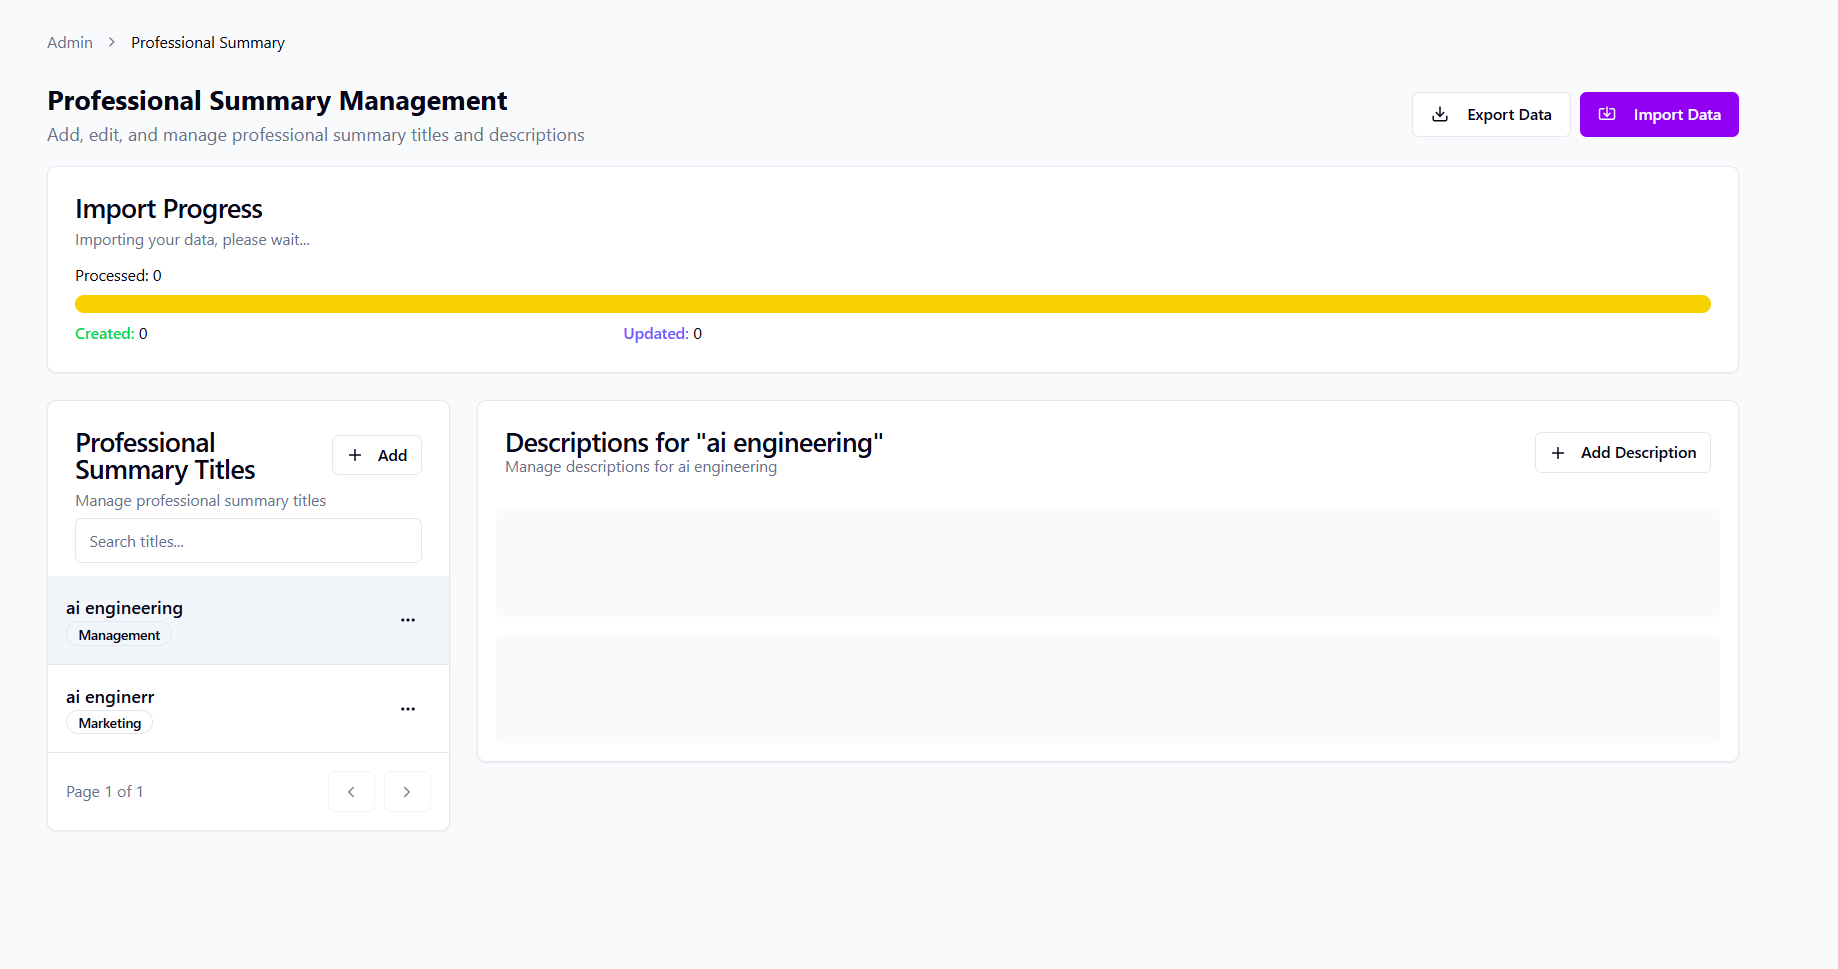 Admin > Professional Summary
Professional Summary Management
Add, edit, and manage professional summary titles and descriptions
Export Data
Import Data
Import Progress
Importing your data, please wait...
Processed: 0
Created: 0
Updated: 0
Professional
Summary Titles
Add
Manage professional summary titles
Search titles...
ai engineering
Management
ai enginerr
Marketing
Page 1 of 1
Descriptions for "ai engineering"
Manage descriptions for ai engineering
Add Description